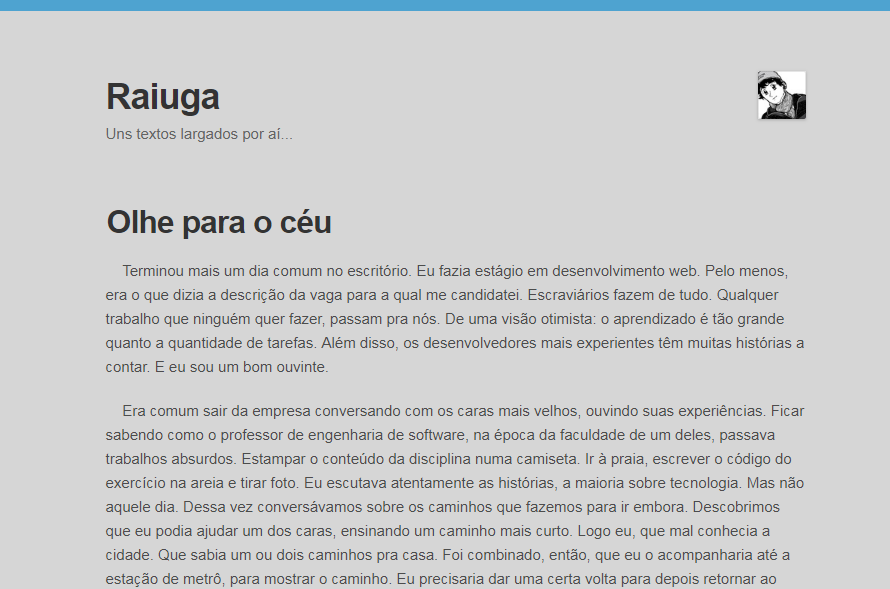 Raiuga
Uns textos largados por aí...
Olhe para o céu
Terminou mais um dia comum no escritório. Eu fazia estágio em desenvolvimento web. Pelo menos,
era o que dizia a descrição da vaga para a qual me candidatei. Escraviários fazem de tudo. Qualquer
trabalho que ninguém quer fazer, passam pra nós. De uma visão otimista: o aprendizado é tão grande
quanto a quantidade de tarefas. Além disso, os desenvolvedores mais experientes têm muitas histórias a
contar. E eu sou um bom ouvinte.
Era comum sair da empresa conversando com os caras mais velhos, ouvindo suas experiências. Ficar
sabendo como o professor de engenharia de software, na época da faculdade de um deles, passava
trabalhos absurdos. Estampar o conteúdo da disciplina numa camiseta. Ir à praia, escrever o código do
exercício na areia e tirar foto. Eu escutava atentamente as histórias, a maioria sobre tecnologia. Mas não
aquele dia. Dessa vez conversávamos sobre os caminhos que fazemos para ir embora. Descobrimos
que eu podia ajudar um dos caras, ensinando um caminho mais curto. Logo eu, que mal conhecia a
cidade. Que sabia um ou dois caminhos pra casa. Foi combinado, então, que eu o acompanharia até a
estação de metrô, para mostrar o caminho. Eu precisaria dar uma certa volta para depois retornar ao